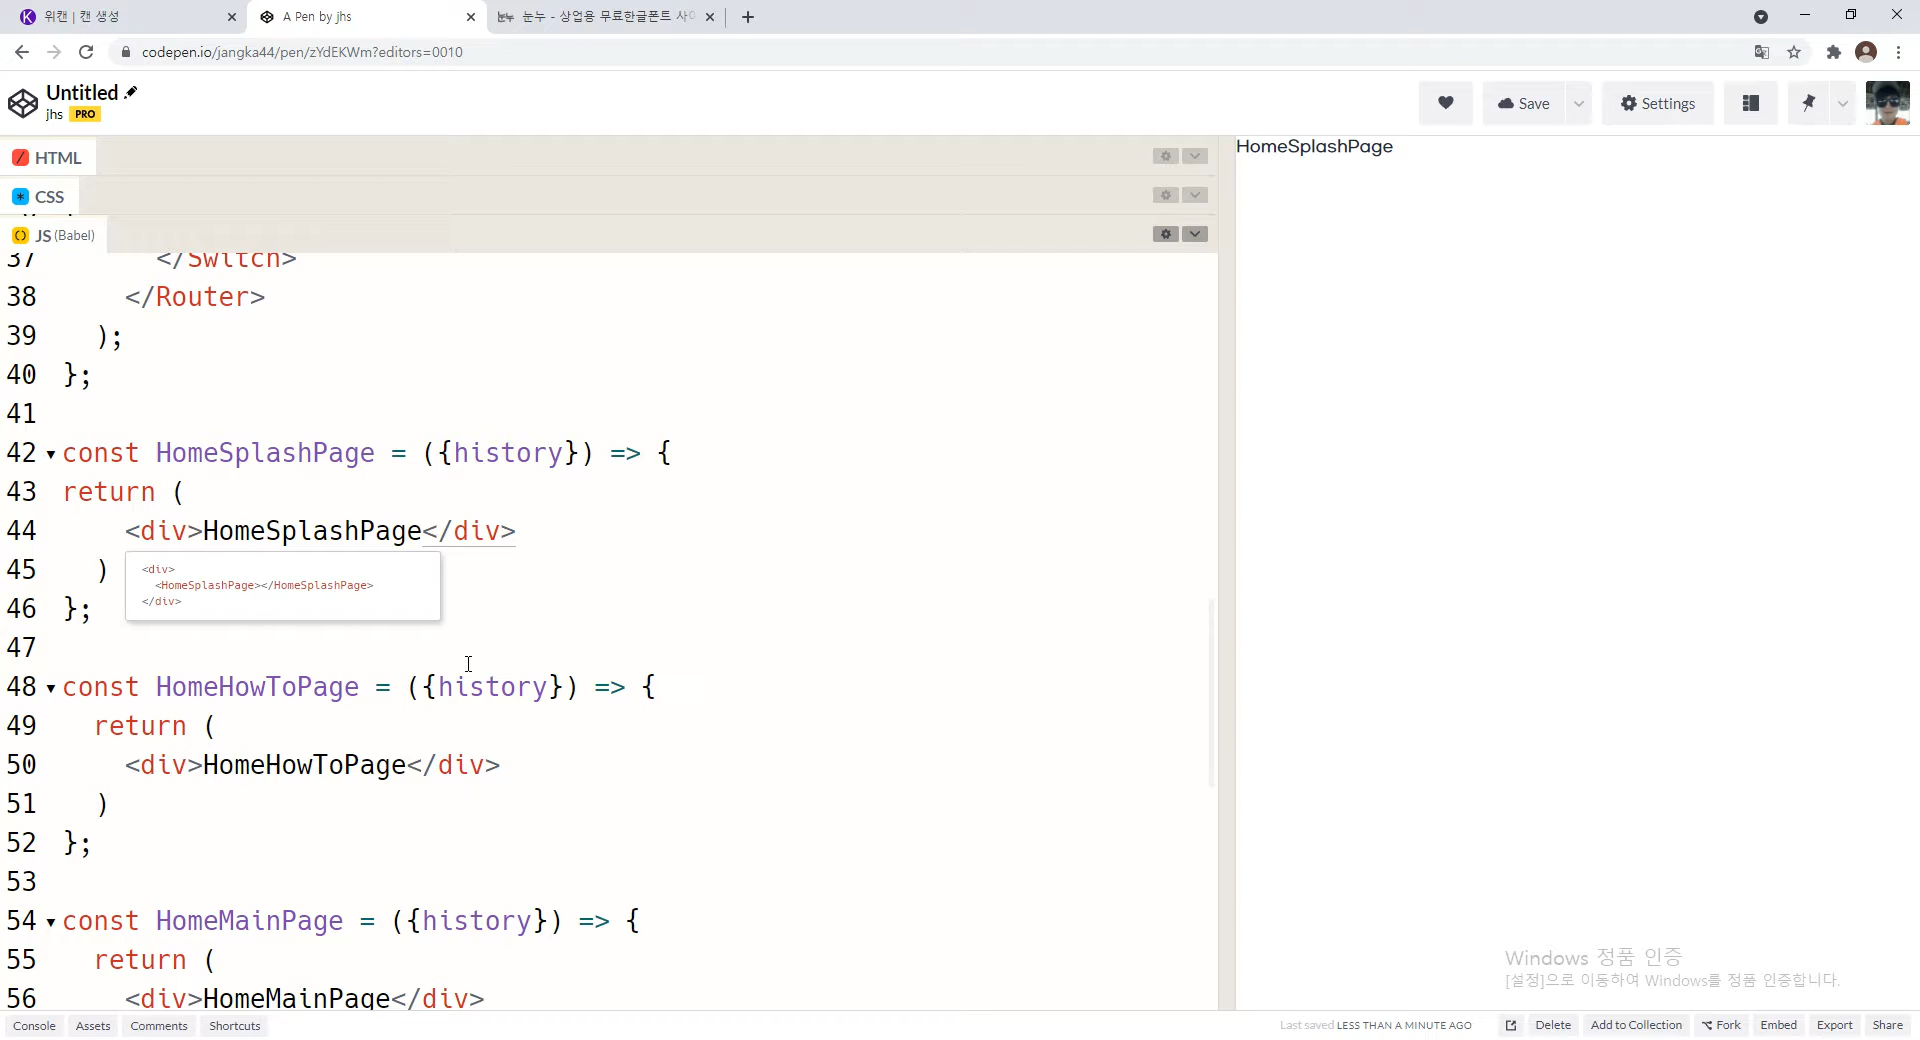 위캔 | 캔 생성
A Pen by jhs
눈누 - 상업용 무료한글폰트 사이
codepen.io/jangka44/pen/zYdEKWm?editors=0010
Untitled
jhs PRO
Save
Settings
HTML
CSS
JS (Babel)
HomeSplashPage
37 </Switch>
38 </Router>
39 );
40 };
41
42 const HomeSplashPage = ({history}) => {
43 return (
44 <div>HomeSplashPage</div>
45 )
<div>
<HomeSplashPage></HomeSplashPage>
</div>
46 };
47
48 const HomeHowToPage = ({history}) => {
49 return (
50 <div>HomeHowToPage</div>
51 )
52 };
53
54 const HomeMainPage = ({history}) => {
55 return (
56 <div>HomeMainPage</div>
Windows 정품 인증
[설정]으로 이동하여 Windows를 정품 인증합니다.
Console Assets Comments Shortcuts
Last saved LESS THAN A MINUTE AGO
Delete Add to Collection Fork Embed Export Share